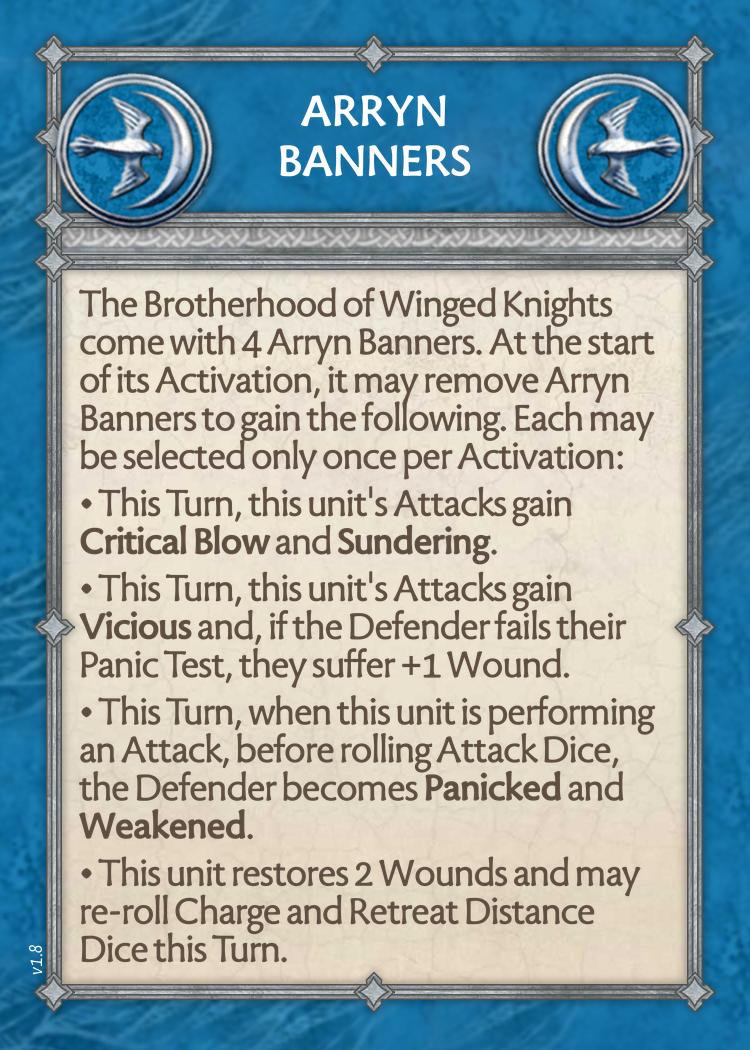 ARRYN
BANNERS
The Brotherhood of Winged Knights
come with 4 Arryn Banners. At the start
of its Activation, it may remove Arryn
Banners to gain the following. Each may
be selected only once per Activation:
• This Turn, this unit's Attacks gain
Critical Blow and Sundering.
• This Turn, this unit's Attacks gain
Vicious and, if the Defender fails their
Panic Test, they suffer +1 Wound.
• This Turn, when this unit is performing
an Attack, before rolling Attack Dice,
the Defender becomes Panicked and
Weakened.
• This unit restores 2 Wounds and may
re-roll Charge and Retreat Distance
Dice this Turn.
v1.8